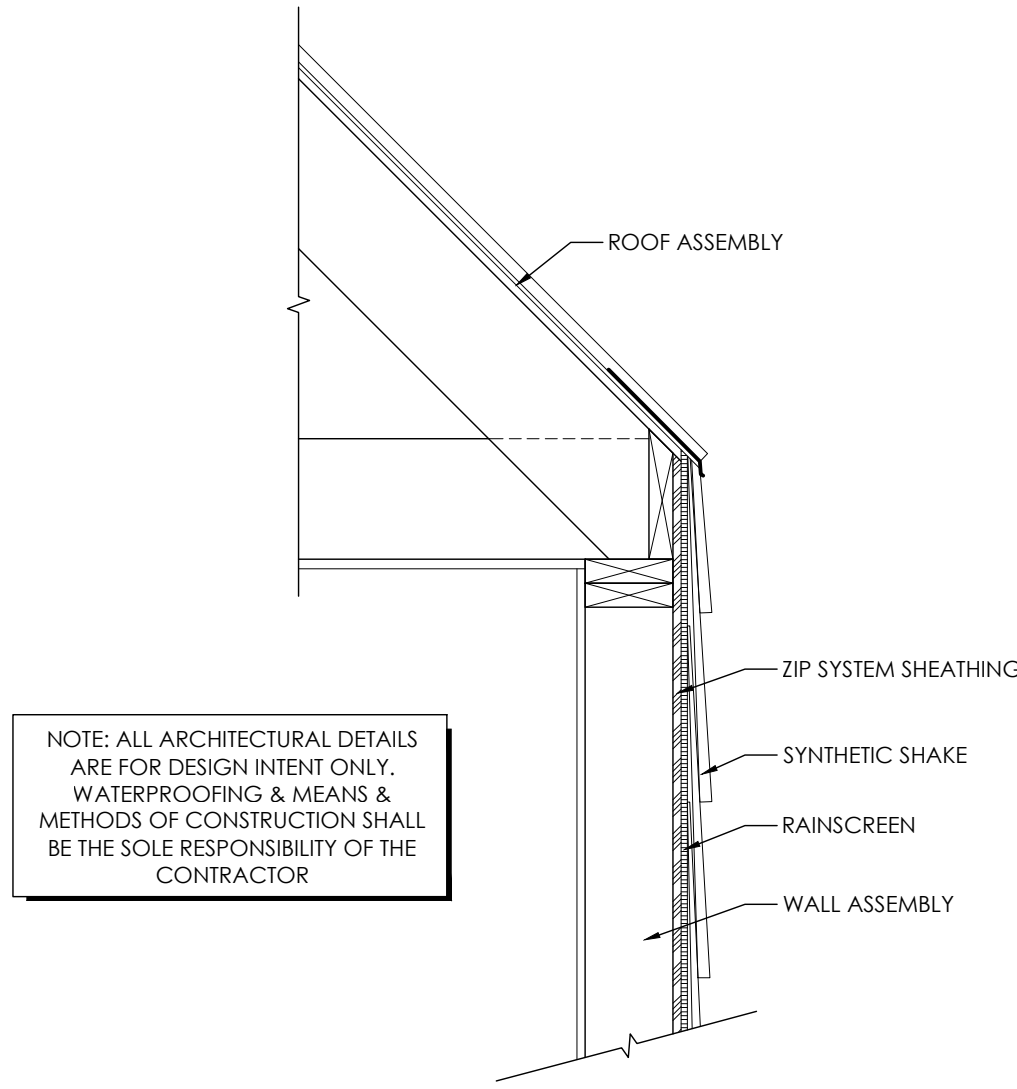 ROOF ASSEMBLY
ZIP SYSTEM SHEATHING
NOTE: ALL ARCHITECTURAL DETAILS
ARE FOR DESIGN INTENT ONLY.
WATERPROOFING & MEANS &
METHODS OF CONSTRUCTION SHALL
BE THE SOLE RESPONSIBILITY OF THE
CONTRACTOR
SYNTHETIC SHAKE
RAINSCREEN
WALL ASSEMBLY